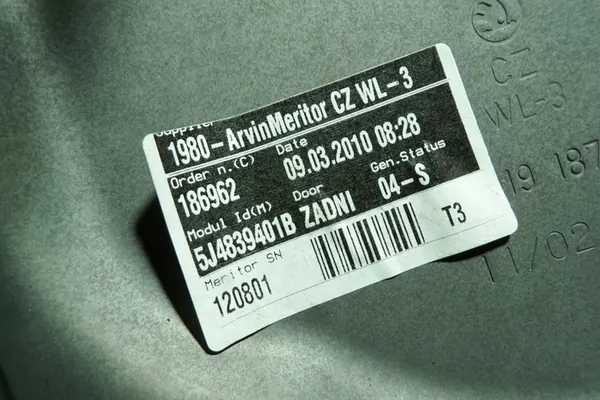 Supplier
1980-ArvinMeritor CZ WL-3
Order n.(C) Date
186962 09.03.2010 08:28
Modul Id(M) Door Gen.Status
5J4839401B ZADNI 04-S
Meritor SN
120801 T3
CZ
WL-3
19 187
11/02